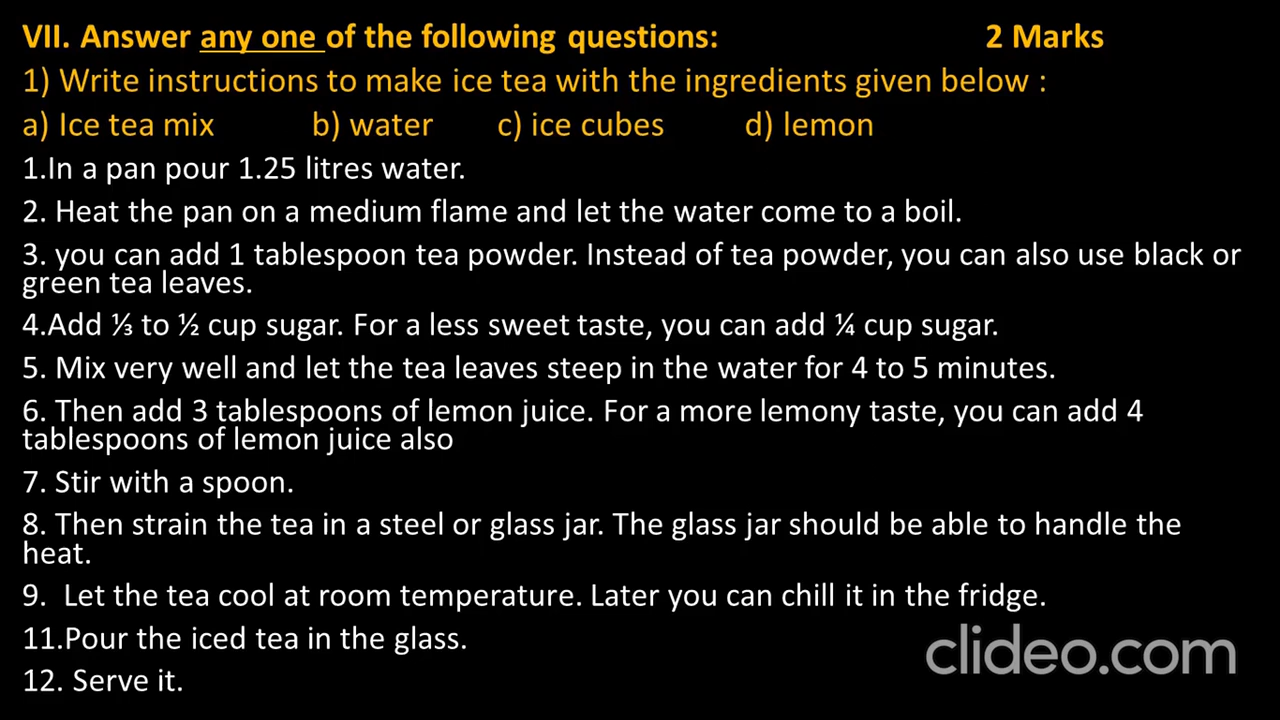 VII. Answer any one of the following questions: 2 Marks
1) Write instructions to make ice tea with the ingredients given below :
a) Ice tea mix b) water c) ice cubes d) lemon
1.In a pan pour 1.25 litres water.
2. Heat the pan on a medium flame and let the water come to a boil.
3. you can add 1 tablespoon tea powder. Instead of tea powder, you can also use black or
green tea leaves.
4.Add ⅓ to ½ cup sugar. For a less sweet taste, you can add ¼ cup sugar.
5. Mix very well and let the tea leaves steep in the water for 4 to 5 minutes.
6. Then add 3 tablespoons of lemon juice. For a more lemony taste, you can add 4
tablespoons of lemon juice also
7. Stir with a spoon.
8. Then strain the tea in a steel or glass jar. The glass jar should be able to handle the
heat.
9. Let the tea cool at room temperature. Later you can chill it in the fridge.
11.Pour the iced tea in the glass.
12. Serve it.
clideo.com